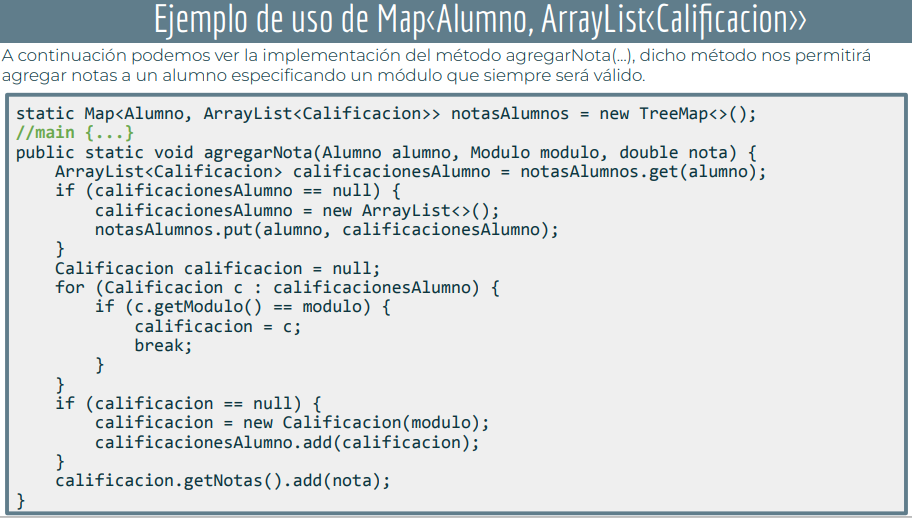 Ejemplo de uso de Map<Alumno, ArrayList<Calificacion>>
A continuación podemos ver la implementación del método agregarNota(...), dicho método nos permitirá
agregar notas a un alumno especificando un módulo que siempre será válido.
static Map<Alumno, ArrayList<Calificacion>> notasAlumnos = new TreeMap<>();
//main {...}
public static void agregarNota(Alumno alumno, Modulo modulo, double nota) {
    ArrayList<Calificacion> calificacionesAlumno = notasAlumnos.get(alumno);
    if (calificacionesAlumno == null) {
        calificacionesAlumno = new ArrayList<>();
        notasAlumnos.put(alumno, calificacionesAlumno);
    }
    Calificacion calificacion = null;
    for (Calificacion c : calificacionesAlumno) {
        if (c.getModulo() == modulo) {
            calificacion = c;
            break;
        }
    }
    if (calificacion == null) {
        calificacion = new Calificacion(modulo);
        calificacionesAlumno.add(calificacion);
    }
    calificacion.getNotas().add(nota);
}